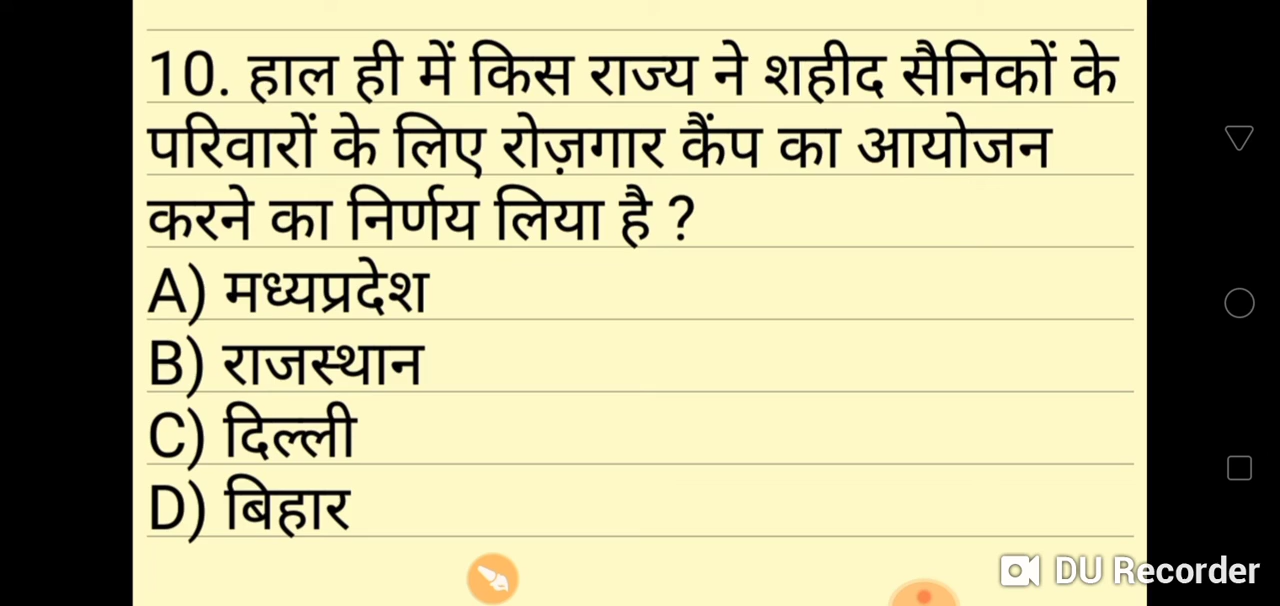 10. हाल ही में किस राज्य ने शहीद सैनिकों के
परिवारों के लिए रोज़गार कैंप का आयोजन
करने का निर्णय लिया है ?
A) मध्यप्रदेश
B) राजस्थान
C) दिल्ली
D) बिहार
DU Recorder